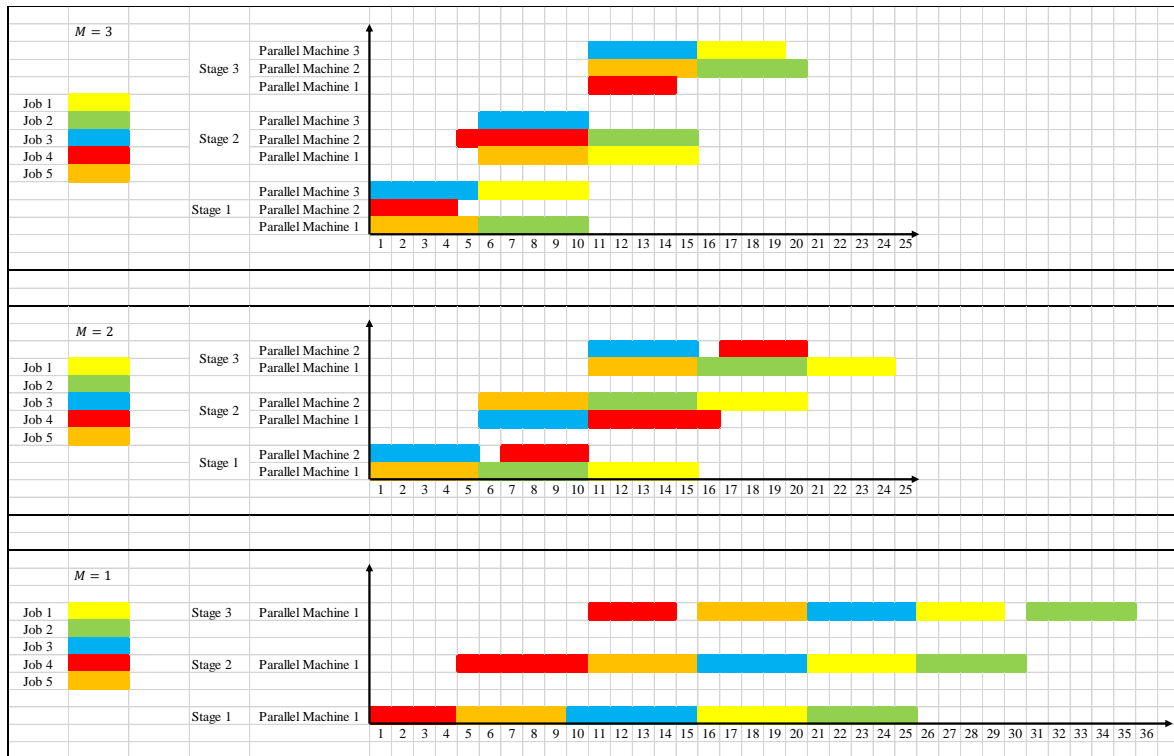 M = 3
Parallel Machine 3
Stage 3 Parallel Machine 2
Parallel Machine 1
Job 1
Job 2 Parallel Machine 3
Job 3 Stage 2 Parallel Machine 2
Job 4 Parallel Machine 1
Job 5
Parallel Machine 3
Stage 1 Parallel Machine 2
Parallel Machine 1
1 2 3 4 5 6 7 8 9 10 11 12 13 14 15 16 17 18 19 20 21 22 23 24 25
M = 2
Parallel Machine 2
Stage 3
Job 1 Parallel Machine 1
Job 2
Job 3 Parallel Machine 2
Stage 2
Job 4 Parallel Machine 1
Job 5
Parallel Machine 2
Stage 1
Parallel Machine 1
1 2 3 4 5 6 7 8 9 10 11 12 13 14 15 16 17 18 19 20 21 22 23 24 25
M = 1
Job 1 Stage 3 Parallel Machine 1
Job 2
Job 3
Job 4 Stage 2 Parallel Machine 1
Job 5
Stage 1 Parallel Machine 1
1 2 3 4 5 6 7 8 9 10 11 12 13 14 15 16 17 18 19 20 21 22 23 24 25 26 27 28 29 30 31 32 33 34 35 36